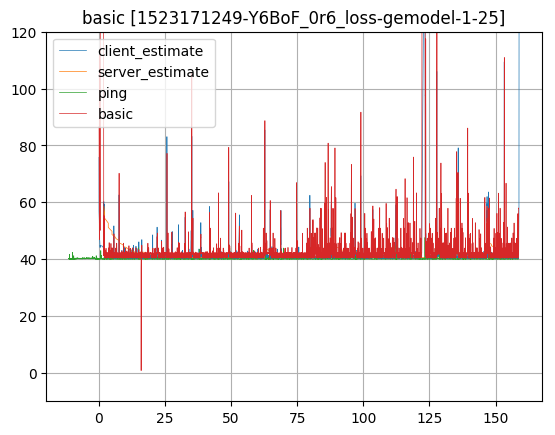 basic [1523171249-Y6BoF_0r6_loss-gemodel-1-25]
120
100
80
60
40
20
0
client_estimate
server_estimate
ping
basic
0 25 50 75 100 125 150